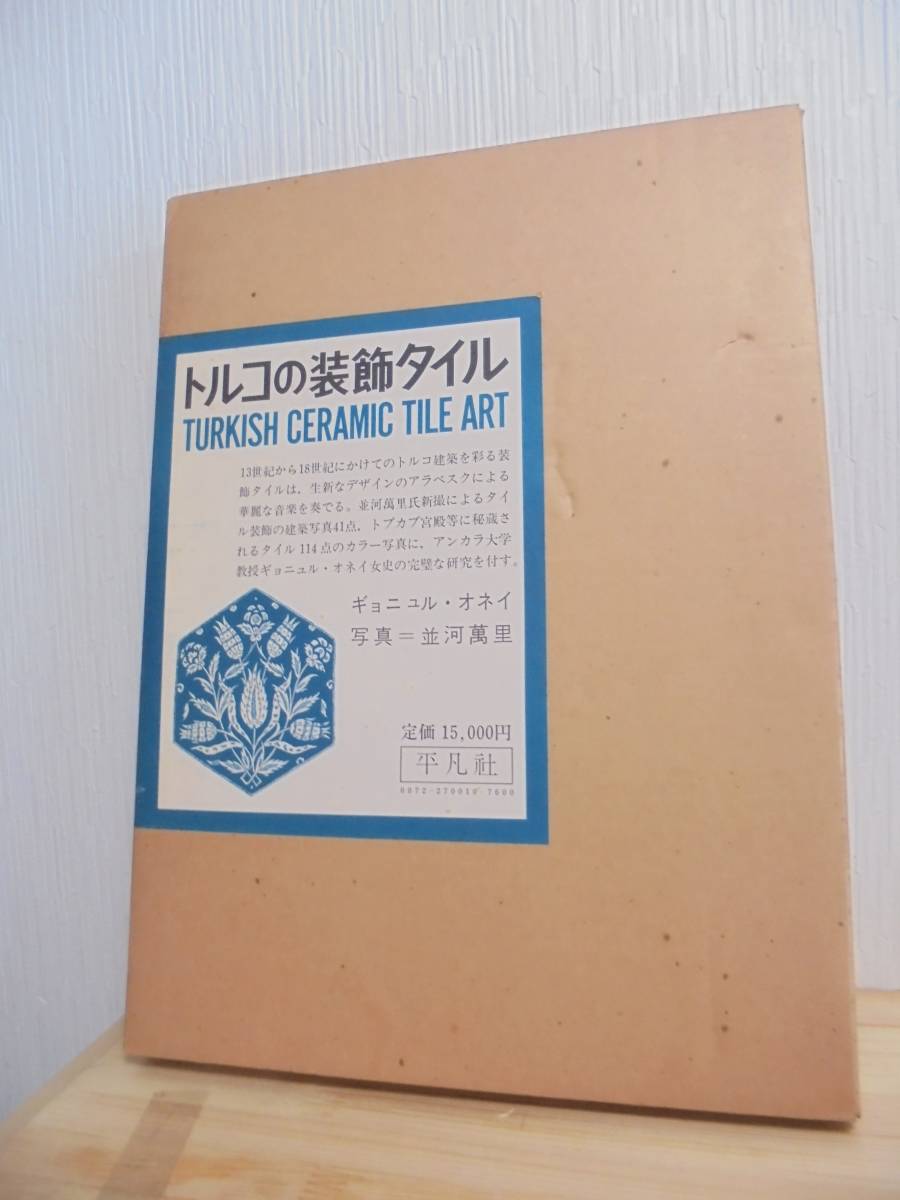 トルコの装飾タイル
TURKISH CERAMIC TILE ART
13世紀から18世紀にかけてのトルコ建築を彩る装
飾タイルは、生新なデザインのアラベスクによる
華麗な音楽を奏でる。並河萬里氏新撮によるタイ
ル装飾の建築写真41点，トプカプ宮殿等に秘蔵さ
れるタイル114点のカラー写真に、アンカラ大学
教授ギョニュル・オネイ女史の完璧な研究を付す。
ギョニュル・オネイ
写真＝並河萬里
定価 15,000円
平凡社
0072-270010-7600